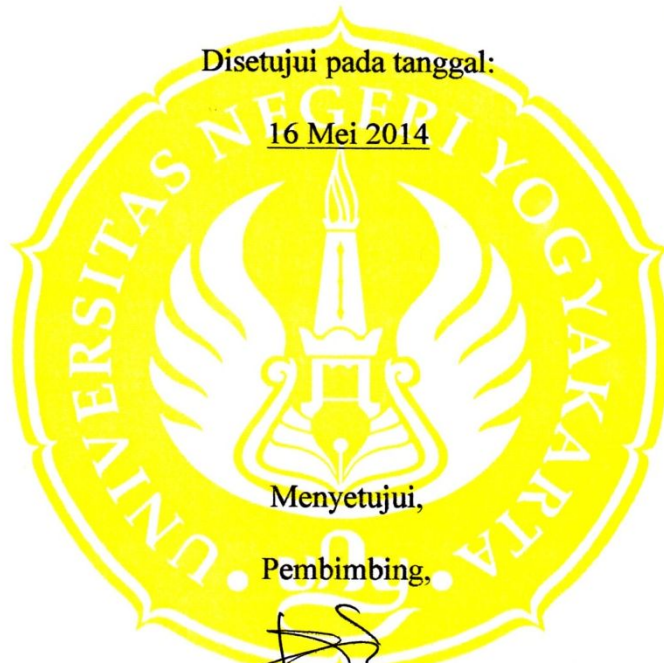 Disetujui pada tanggal:
16 Mei 2014
UNIVERSITAS NEGERI YOGYAKARTA
Menyetujui,
Pembimbing,